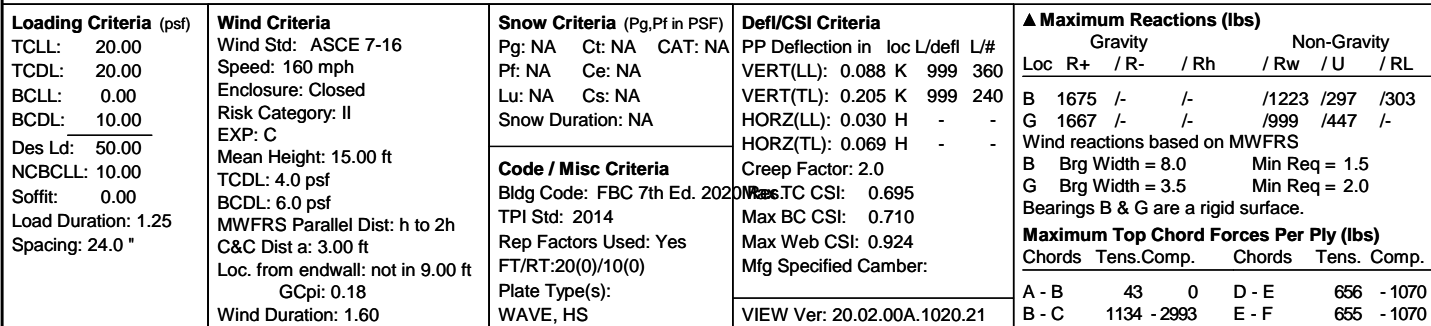 Loading Criteria (psf)
TCLL: 20.00
TCDL: 20.00
BCLL: 0.00
BCDL: 10.00
Des Ld: 50.00
NCBCLL: 10.00
Soffit: 0.00
Load Duration: 1.25
Spacing: 24.0 "
Wind Criteria
Wind Std: ASCE 7-16
Speed: 160 mph
Enclosure: Closed
Risk Category: II
EXP: C
Mean Height: 15.00 ft
TCDL: 4.0 psf
BCDL: 6.0 psf
MWFRS Parallel Dist: h to 2h
C&C Dist a: 3.00 ft
Loc. from endwall: not in 9.00 ft
GCpi: 0.18
Wind Duration: 1.60
Snow Criteria (Pg,Pf in PSF)
Pg: NA Ct: NA CAT: NA
Pf: NA Ce: NA
Lu: NA Cs: NA
Snow Duration: NA
Code / Misc Criteria
Bldg Code: FBC 7th Ed. 2020 Res.
TPI Std: 2014
Rep Factors Used: Yes
FT/RT:20(0)/10(0)
Plate Type(s):
WAVE, HS
Defl/CSI Criteria
PP Deflection in loc L/defl L/#
VERT(LL): 0.088 K 999 360
VERT(TL): 0.205 K 999 240
HORZ(LL): 0.030 H - -
HORZ(TL): 0.069 H - -
Creep Factor: 2.0
Max TC CSI: 0.695
Max BC CSI: 0.710
Max Web CSI: 0.924
Mfg Specified Camber:
VIEW Ver: 20.02.00A.1020.21
▲ Maximum Reactions (lbs)
Gravity Non-Gravity
Loc R+ / R- / Rh / Rw / U / RL
B 1675 /- /- /1223 /297 /303
G 1667 /- /- /999 /447 /-
Wind reactions based on MWFRS
B Brg Width = 8.0 Min Req = 1.5
G Brg Width = 3.5 Min Req = 2.0
Bearings B & G are a rigid surface.
Maximum Top Chord Forces Per Ply (lbs)
Chords Tens.Comp. Chords Tens. Comp.
A - B 43 0 D - E 656 - 1070
B - C 1134 - 2993 E - F 655 - 1070